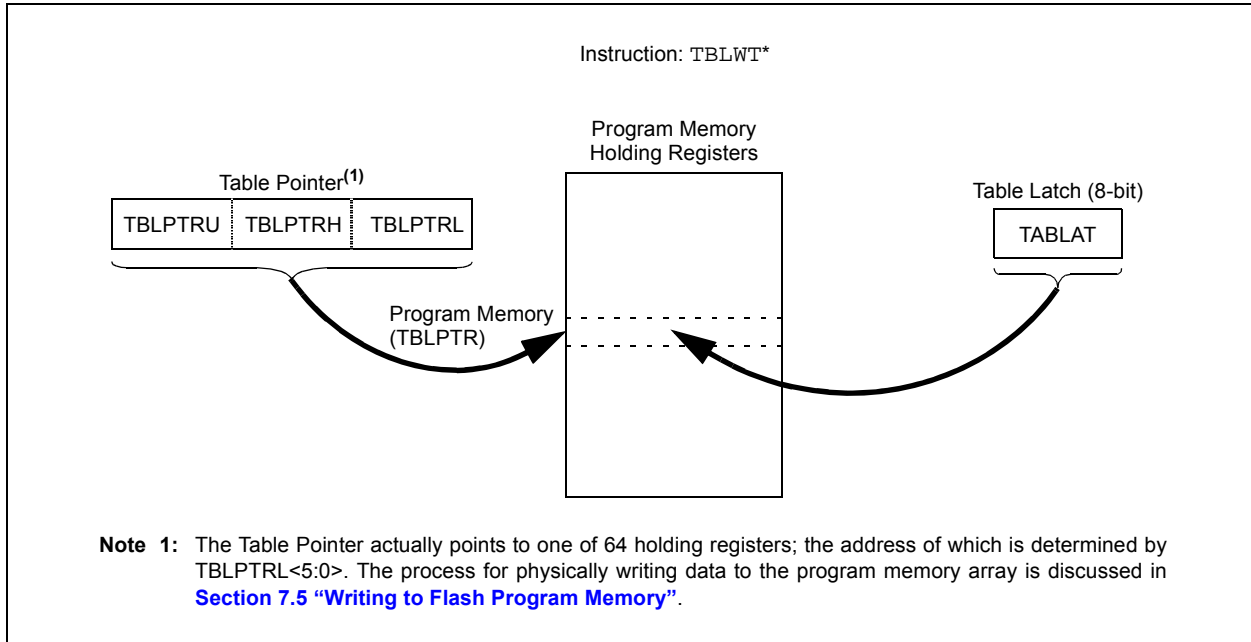 Instruction: TBLWT*
Program Memory
Holding Registers
Table Pointer(1)
TBLPTRU TBLPTRH TBLPTRL
Table Latch (8-bit)
TABLAT
Program Memory
(TBLPTR)
Note 1: The Table Pointer actually points to one of 64 holding registers; the address of which is determined by
TBLPTRL<5:0>. The process for physically writing data to the program memory array is discussed in
Section 7.5 “Writing to Flash Program Memory”.